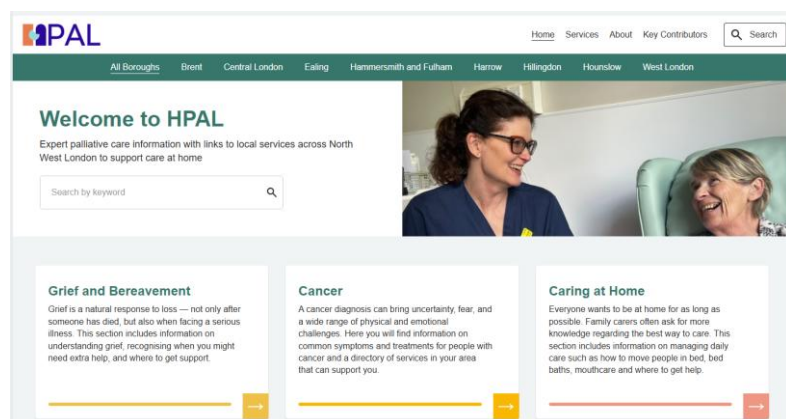 HPAL
Home Services About Key Contributors Search
All Boroughs Brent Central London Ealing Hammersmith and Fulham Harrow Hillingdon Hounslow West London
Welcome to HPAL
Expert palliative care information with links to local services across North
West London to support care at home
Search by keyword
Grief and Bereavement
Grief is a natural response to loss — not only after
someone has died, but also when facing a serious
illness. This section includes information on
understanding grief, recognising when you might
need extra help, and where to get support.
Cancer
A cancer diagnosis can bring uncertainty, fear, and
a wide range of physical and emotional
challenges. Here you will find information on
common symptoms and treatments for people with
cancer and a directory of services in your area
that can support you.
Caring at Home
Everyone wants to be at home for as long as
possible. Family carers often ask for more
knowledge regarding the best way to care. This
section includes information on managing daily
care such as how to move people in bed, bed
baths, mouthcare and where to get help.